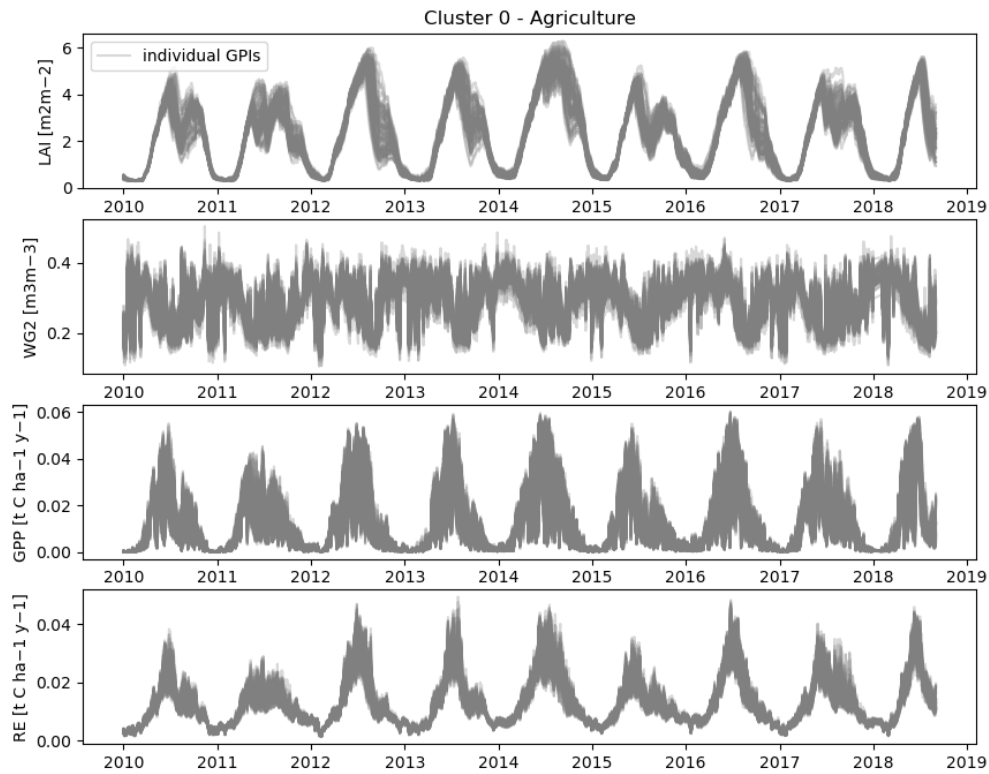 Cluster 0 - Agriculture
individual GPIs
LAI [m2m−2]
6
4
2
0
2010 2011 2012 2013 2014 2015 2016 2017 2018 2019
WG2 [m3m−3]
0.4
0.2
2010 2011 2012 2013 2014 2015 2016 2017 2018 2019
GPP [t C ha−1 y−1]
0.06
0.04
0.02
0.00
2010 2011 2012 2013 2014 2015 2016 2017 2018 2019
RE [t C ha−1 y−1]
0.04
0.02
0.00
2010 2011 2012 2013 2014 2015 2016 2017 2018 2019